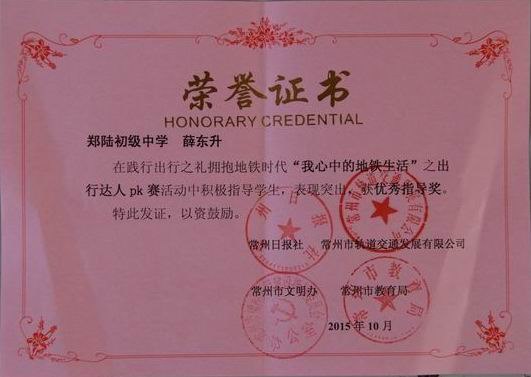 荣誉证书
HONORARY CREDENTIAL
郑陆初级中学 薛东升
在践行出行之礼拥抱地铁时代“我心中的地铁生活”之出
行达人 pk 赛活动中积极指导学生，表现突出，获优秀指导奖。
特此发证，以资鼓励。
常州日报社 常州市轨道交通发展有限公司
常州市文明办 常州市教育局
2015年10月